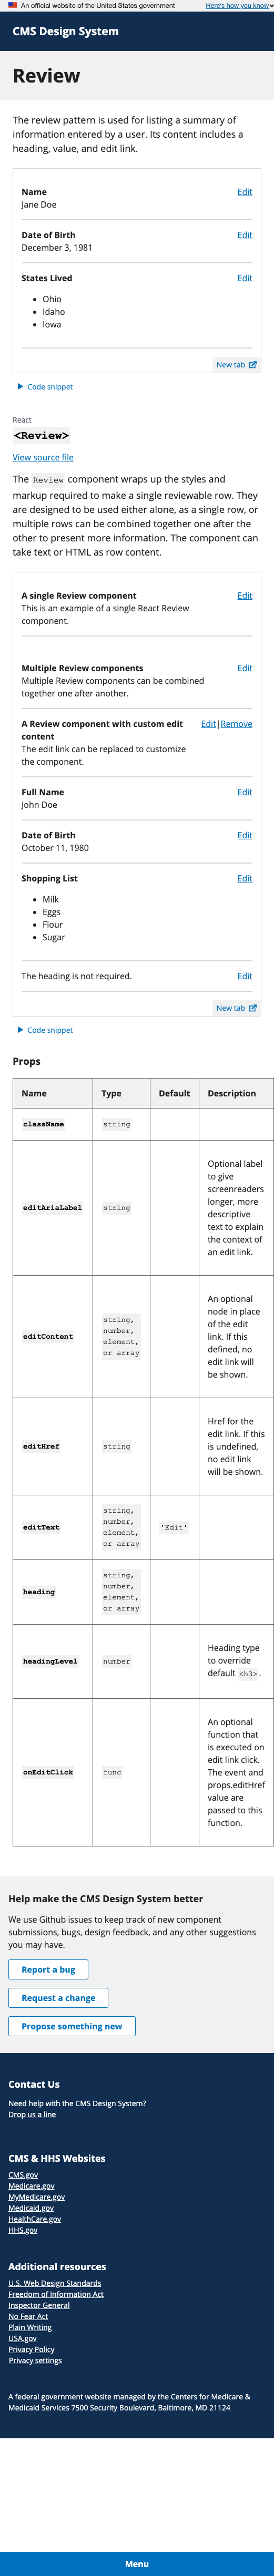 An official website of the United States government Here's how you know
CMS Design System
Review
The review pattern is used for listing a summary of
information entered by a user. Its content includes a
heading, value, and edit link.
Name Edit
Jane Doe
Date of Birth Edit
December 3, 1981
States Lived Edit
Ohio
Idaho
Iowa
New tab
Code snippet
React
<Review>
View source file
The Review component wraps up the styles and
markup required to make a single reviewable row. They
are designed to be used either alone, as a single row, or
multiple rows can be combined together one after the
other to present more information. The component can
take text or HTML as row content.
A single Review component Edit
This is an example of a single React Review
component.
Multiple Review components Edit
Multiple Review components can be combined
together one after another.
A Review component with custom edit Edit|Remove
content
The edit link can be replaced to customize
the component.
Full Name Edit
John Doe
Date of Birth Edit
October 11, 1980
Shopping List Edit
Milk
Eggs
Flour
Sugar
The heading is not required. Edit
New tab
Code snippet
Props
Name Type Default Description
className string
editAriaLabel string
Optional label
to give
screenreaders
longer, more
descriptive
text to explain
the context of
an edit link.
editContent
string,
number,
element,
or array
An optional
node in place
of the edit
link. If this
defined, no
edit link will
be shown.
editHref string
Href for the
edit link. If this
is undefined,
no edit link
will be shown.
editText
string,
number,
element,
or array
'Edit'
heading
string,
number,
element,
or array
headingLevel number
Heading type
to override
default <h3>.
onEditClick func
An optional
function that
is executed on
edit link click.
The event and
props.editHref
value are
passed to this
function.
Help make the CMS Design System better
We use Github issues to keep track of new component
submissions, bugs, design feedback, and any other suggestions
you may have.
Report a bug
Request a change
Propose something new
Contact Us
Need help with the CMS Design System?
Drop us a line
CMS & HHS Websites
CMS.gov
Medicare.gov
MyMedicare.gov
Medicaid.gov
HealthCare.gov
HHS.gov
Additional resources
U.S. Web Design Standards
Freedom of Information Act
Inspector General
No Fear Act
Plain Writing
USA.gov
Privacy Policy
Privacy settings
A federal government website managed by the Centers for Medicare &
Medicaid Services 7500 Security Boulevard, Baltimore, MD 21124
Menu